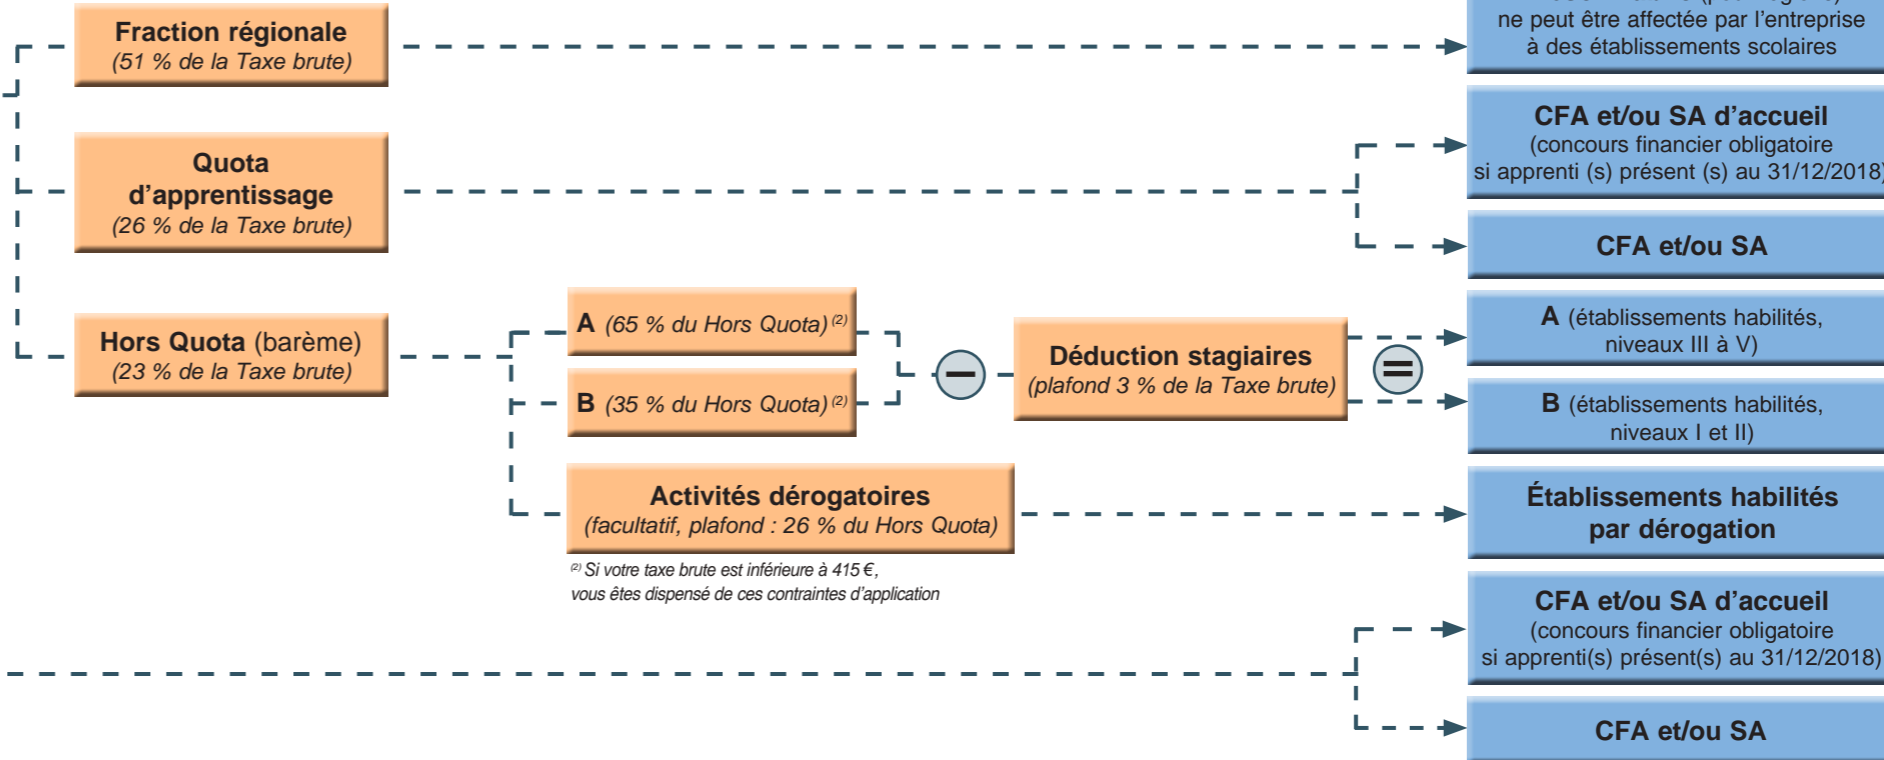 ne peut être affectée par l'entreprise
à des établissements scolaires
Fraction régionale
(51 % de la Taxe brute)
Quota
d'apprentissage
(26 % de la Taxe brute)
CFA et/ou SA d'accueil
(concours financier obligatoire
si apprenti (s) présent (s) au 31/12/2018)
CFA et/ou SA
Hors Quota (barème)
(23 % de la Taxe brute)
A (65 % du Hors Quota) (2)
B (35 % du Hors Quota) (2)
−
Déduction stagiaires
(plafond 3 % de la Taxe brute)
=
A (établissements habilités,
niveaux III à V)
B (établissements habilités,
niveaux I et II)
Activités dérogatoires
(facultatif, plafond : 26 % du Hors Quota)
Établissements habilités
par dérogation
(2) Si votre taxe brute est inférieure à 415 €,
vous êtes dispensé de ces contraintes d'application
CFA et/ou SA d'accueil
(concours financier obligatoire
si apprenti(s) présent(s) au 31/12/2018)
CFA et/ou SA